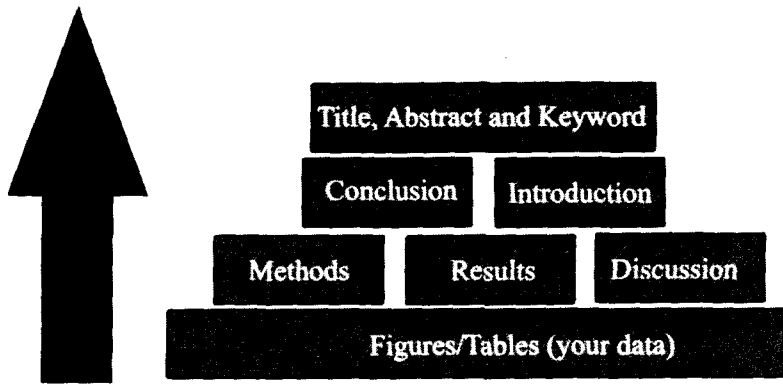 Title, Abstract and Keyword
Conclusion Introduction
Methods Results Discussion
Figures/Tables (your data)